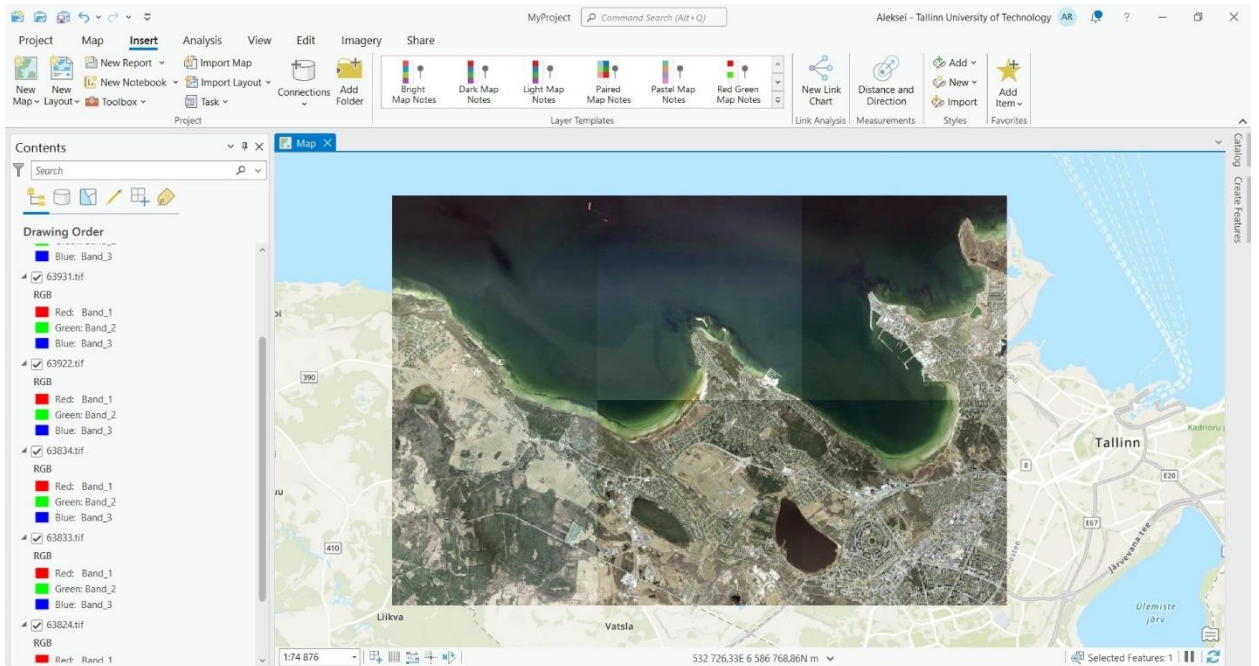 MyProject
Command Search (Alt+Q)
Aleksei - Tallinn University of Technology
AR
?
Project Map Insert Analysis View Edit Imagery Share
New Map
New Layout
New Report
New Notebook
Toolbox
Import Map
Import Layout
Task
Project
Connections
Add Folder
Bright Map Notes
Dark Map Notes
Light Map Notes
Paired Map Notes
Pastel Map Notes
Red Green Map Notes
Layer Templates
New Link Chart
Link Analysis
Distance and Direction
Measurements
Add
New
Import
Styles
Add Item
Favorites
Contents
Search
Drawing Order
Blue: Band_3
63931.tif
RGB
Red: Band_1
Green: Band_2
Blue: Band_3
63922.tif
RGB
Red: Band_1
Green: Band_2
Blue: Band_3
63834.tif
RGB
Red: Band_1
Green: Band_2
Blue: Band_3
63833.tif
RGB
Red: Band_1
Green: Band_2
Blue: Band_3
63824.tif
RGB
Red: Band_1
Map
390
410
Liikva
Vatsla
8
Tallinn
E20
E67
Järvevana tee
Ülemiste järv
1:74 876
532 726,33E 6 586 768,86N m
Selected Features: 1
Catalog
Create Features